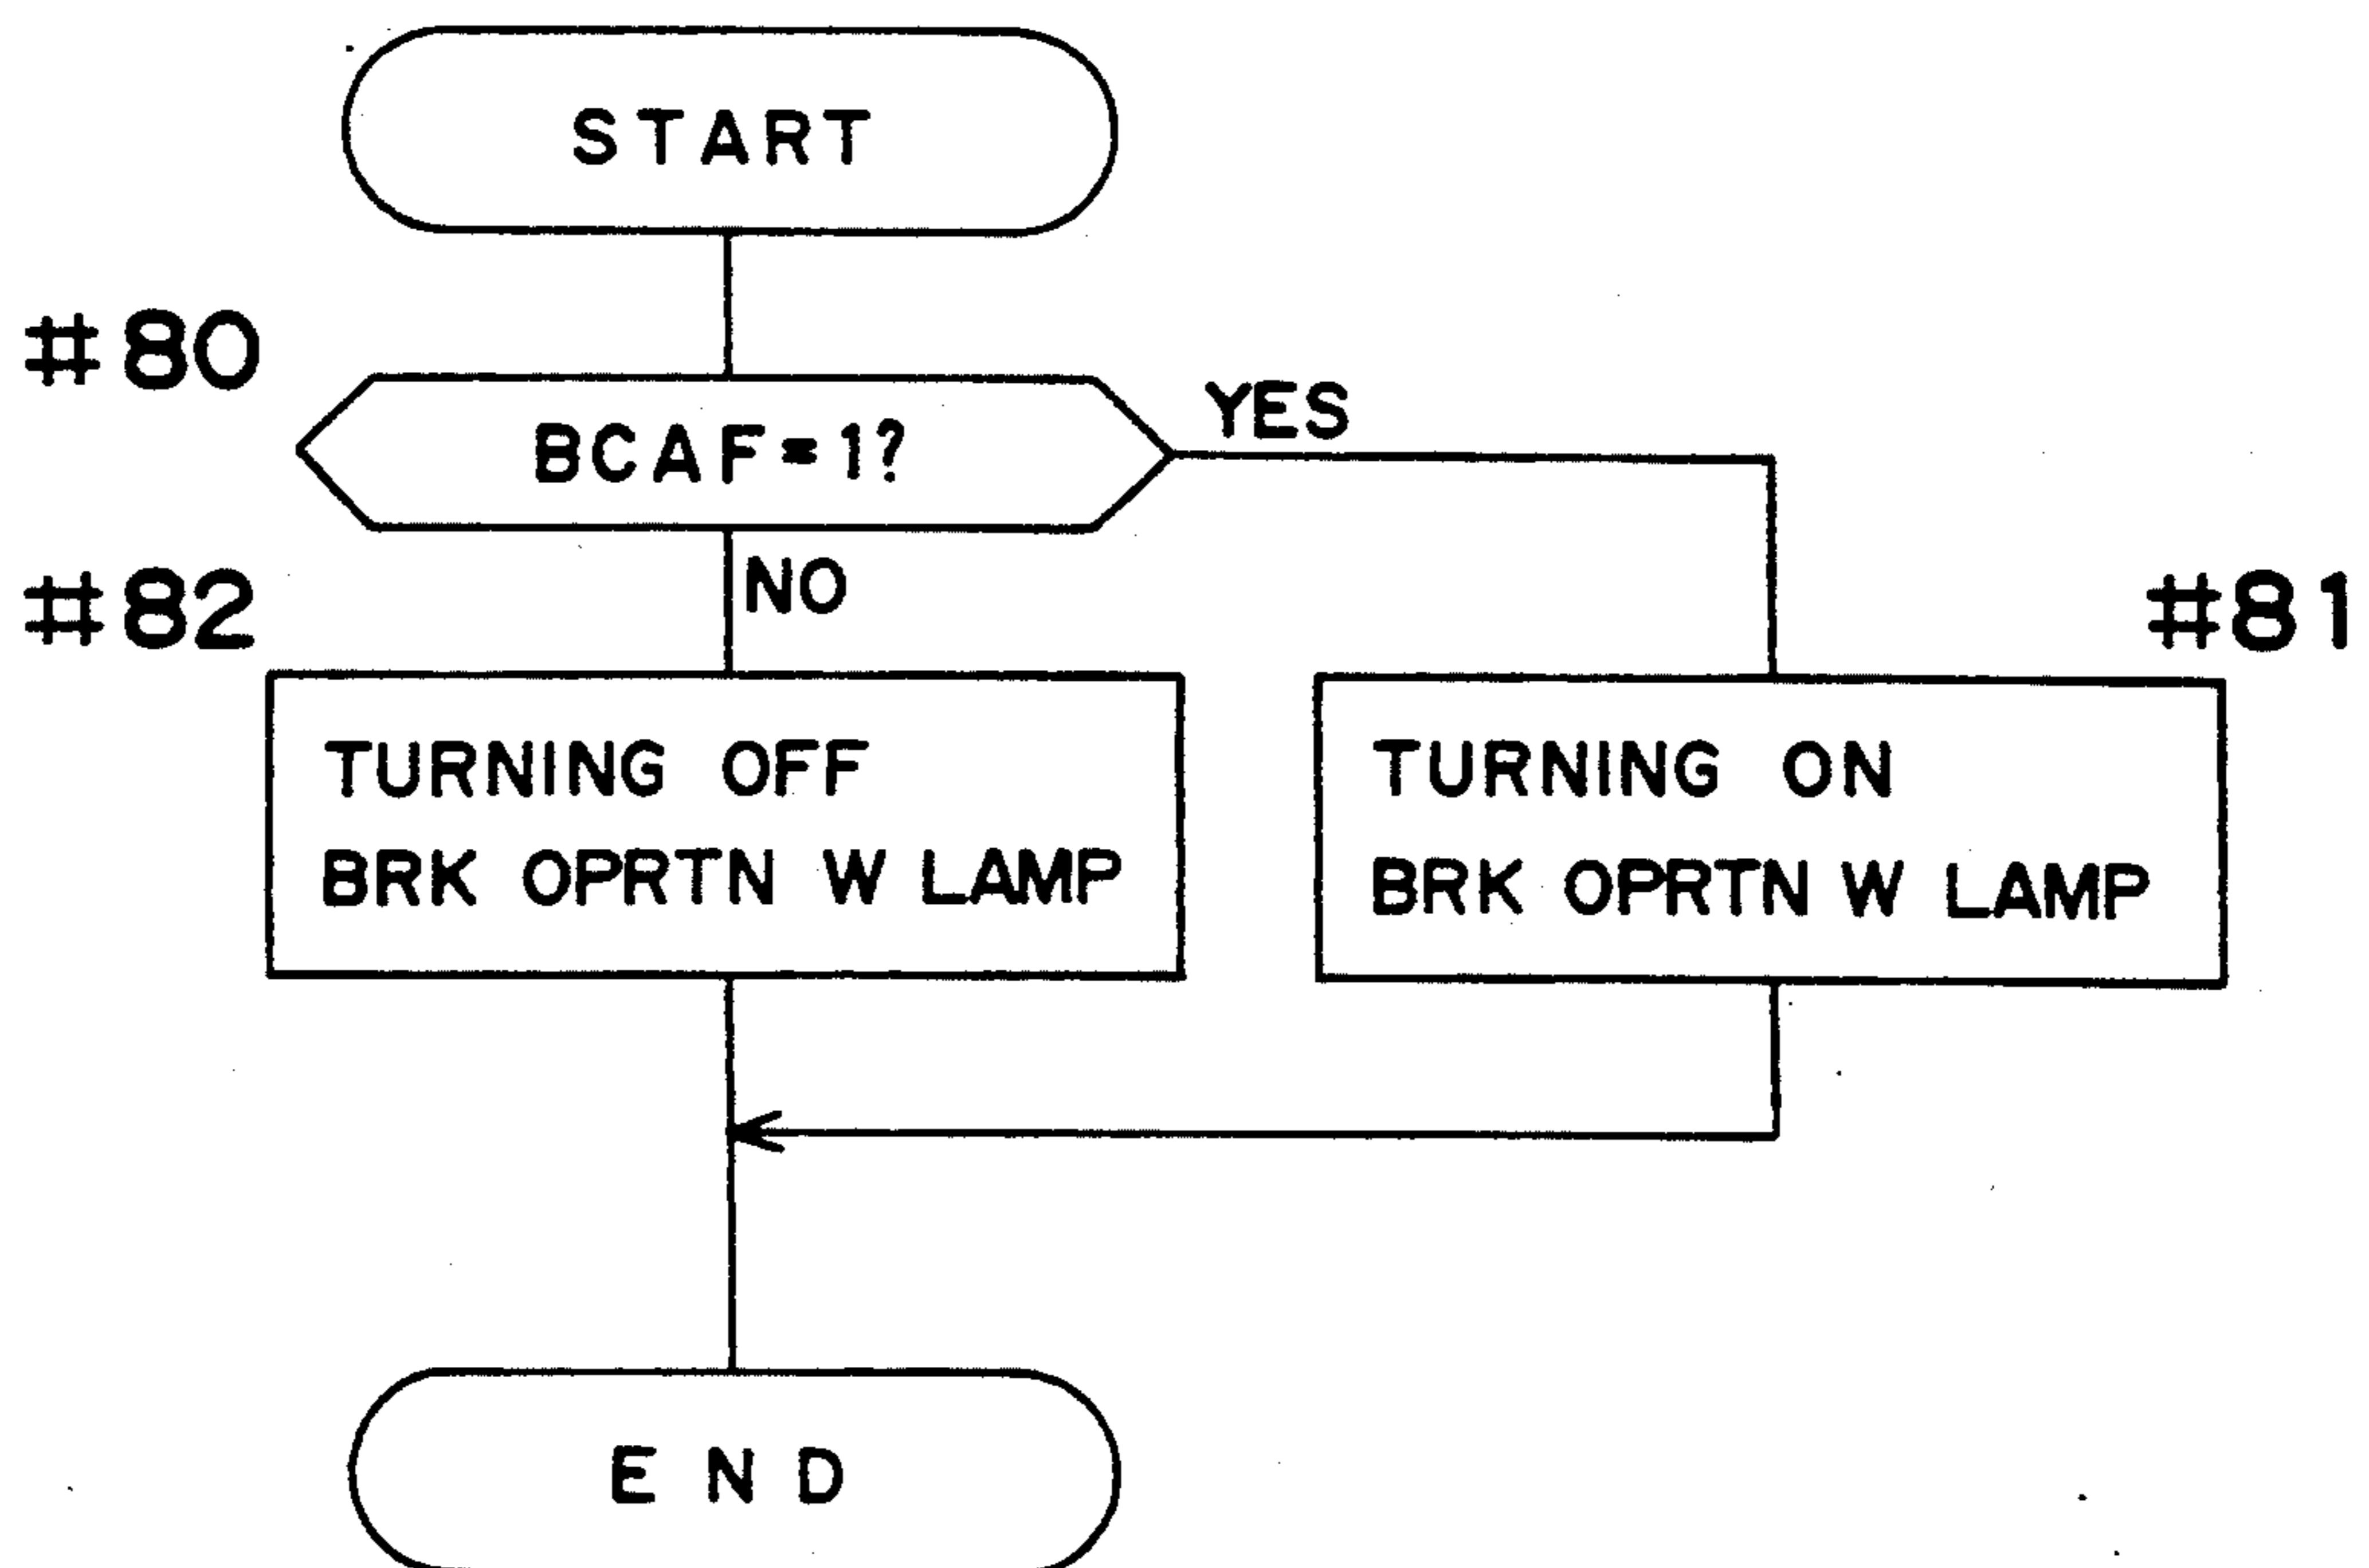 START
#80
BCAF=1?
YES
NO
#82
TURNING OFF
BRK OPRTN W LAMP
#81
TURNING ON
BRK OPRTN W LAMP
END